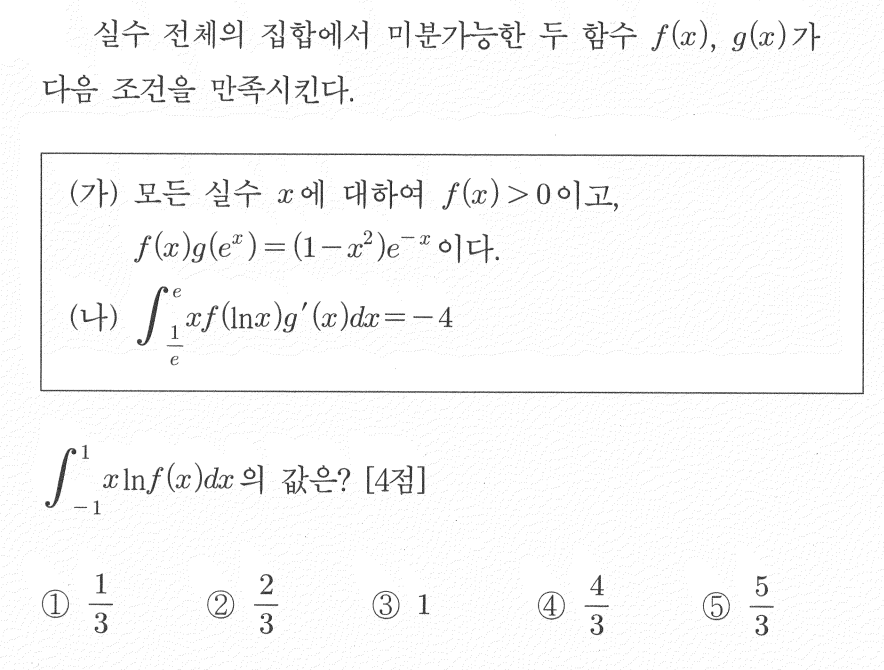 실수 전체의 집합에서 미분가능한 두 함수 f(x), g(x)가
다음 조건을 만족시킨다.
(가) 모든 실수 x에 대하여 f(x)>0이고,
f(x)g(eˣ)=(1−x²)e⁻ˣ이다.
(나) ∫_{1/e}^{e} xf(lnx)g′(x)dx=−4
∫_{−1}^{1} xlnf(x)dx의 값은? [4점]
① 1/3 ② 2/3 ③ 1 ④ 4/3 ⑤ 5/3